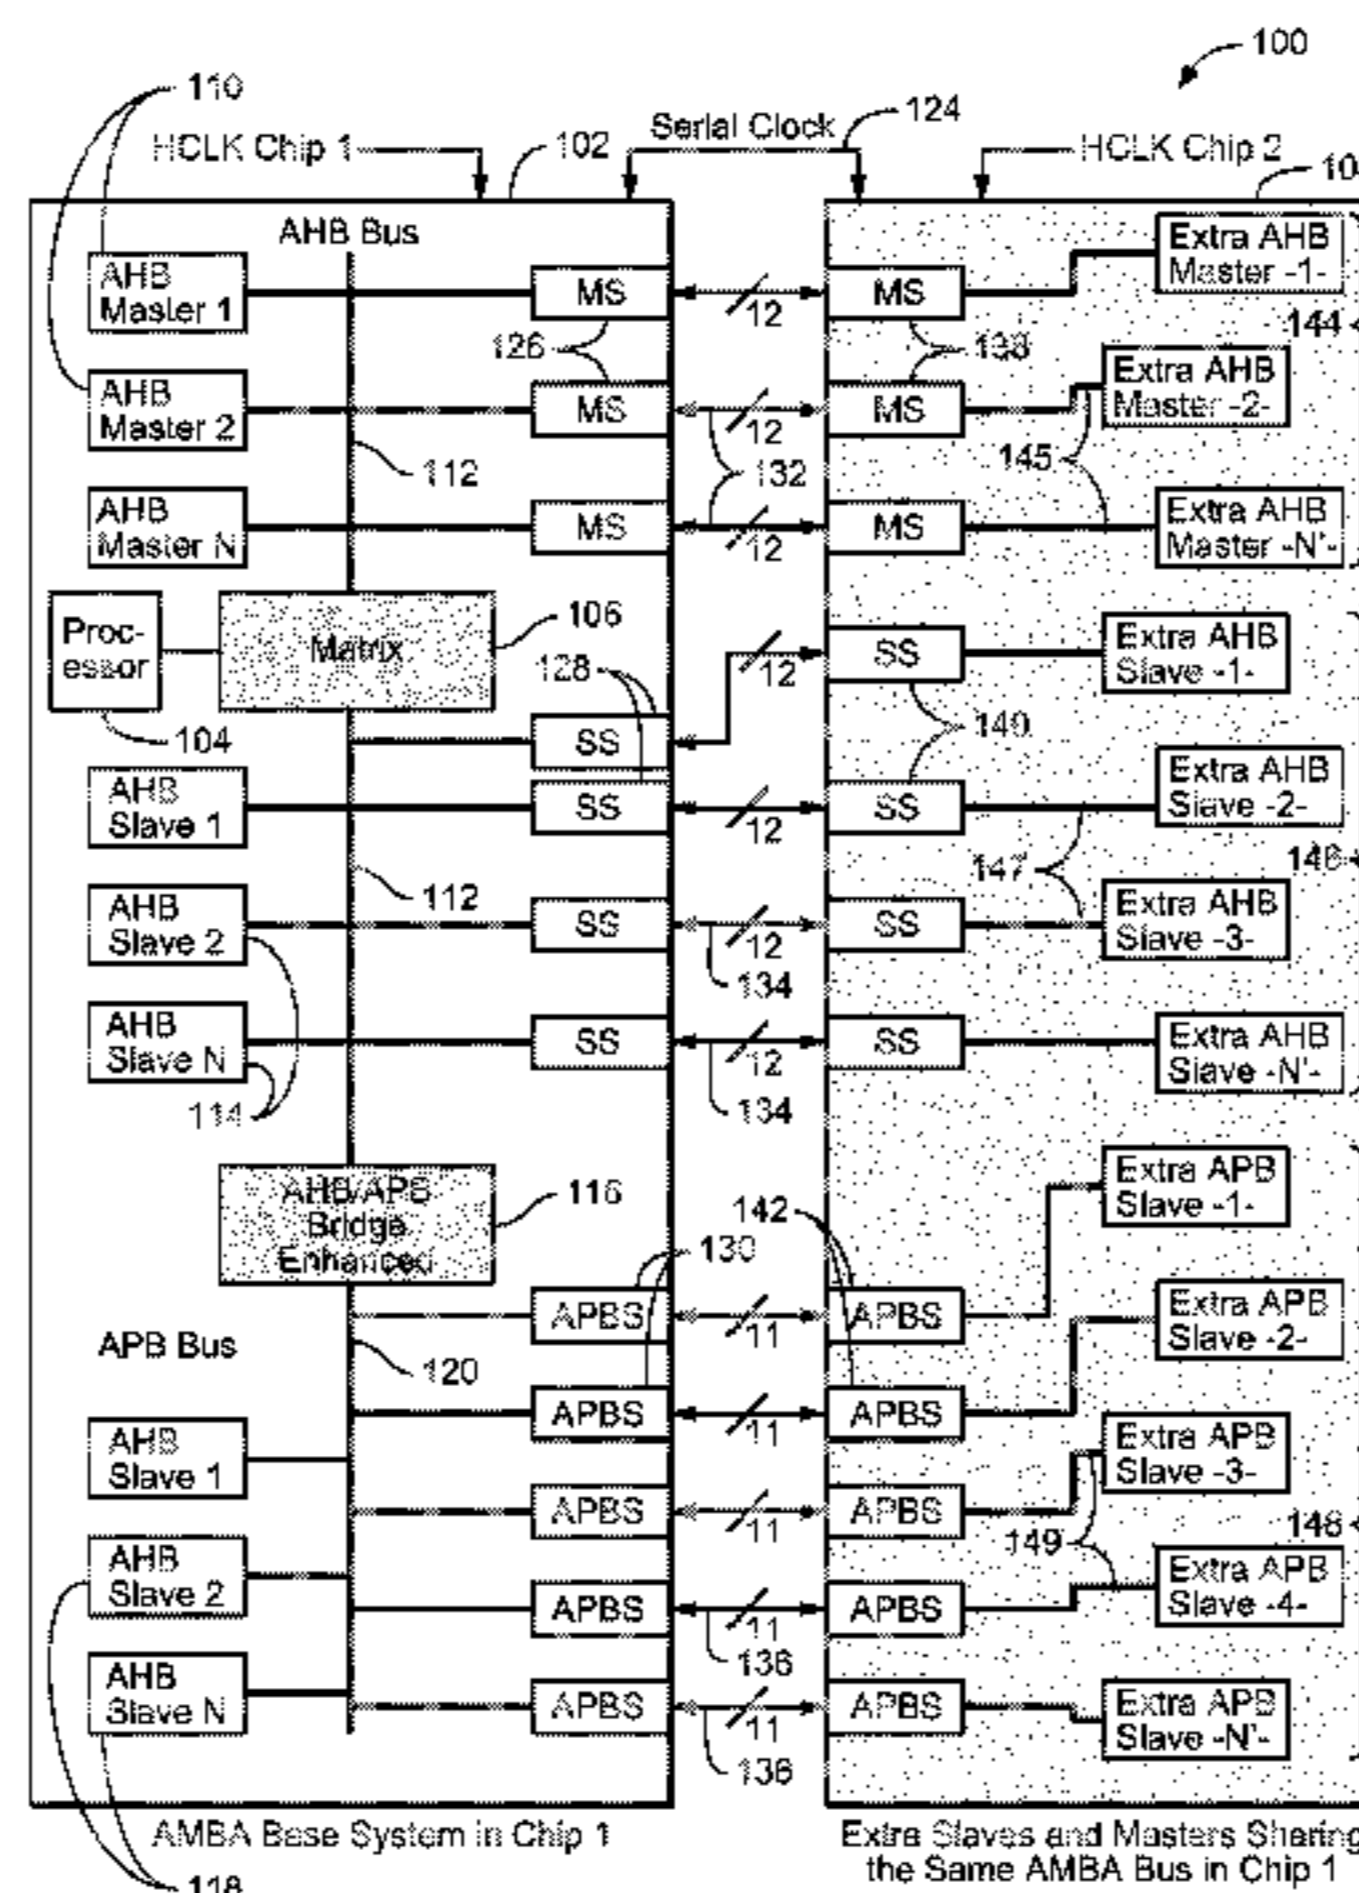 100
110
124
Serial Clock
HCLK Chip 1
102
HCLK Chip 2
10
AHB Bus
AHB
Master 1
MS
12
MS
Extra AHB
Master -1-
126
138
144
AHB
Master 2
MS
12
MS
Extra AHB
Master -2-
112
132
145
AHB
Master N
MS
12
MS
Extra AHB
Master -N'-
Proc-
essor
Matrix
106
128
12
SS
Extra AHB
Slave -1-
104
SS
140
AHB
Slave 1
SS
12
SS
Extra AHB
Slave -2-
112
147
146
AHB
Slave 2
SS
12
SS
Extra AHB
Slave -3-
134
AHB
Slave N
SS
12
SS
Extra AHB
Slave -N'-
114
134
AHB/APB
Bridge
Enhanced
116
130
142
Extra APB
Slave -1-
APBS
11
APBS
Extra APB
Slave -2-
APB Bus
120
APBS
11
APBS
AHB
Slave 1
Extra APB
Slave -3-
APBS
11
APBS
149
148
AHB
Slave 2
APBS
11
APBS
Extra APB
Slave -4-
136
AHB
Slave N
APBS
11
APBS
Extra APB
Slave -N'-
136
AMBA Base System in Chip 1
Extra Slaves and Masters Sharing
the Same AMBA Bus in Chip 1
118